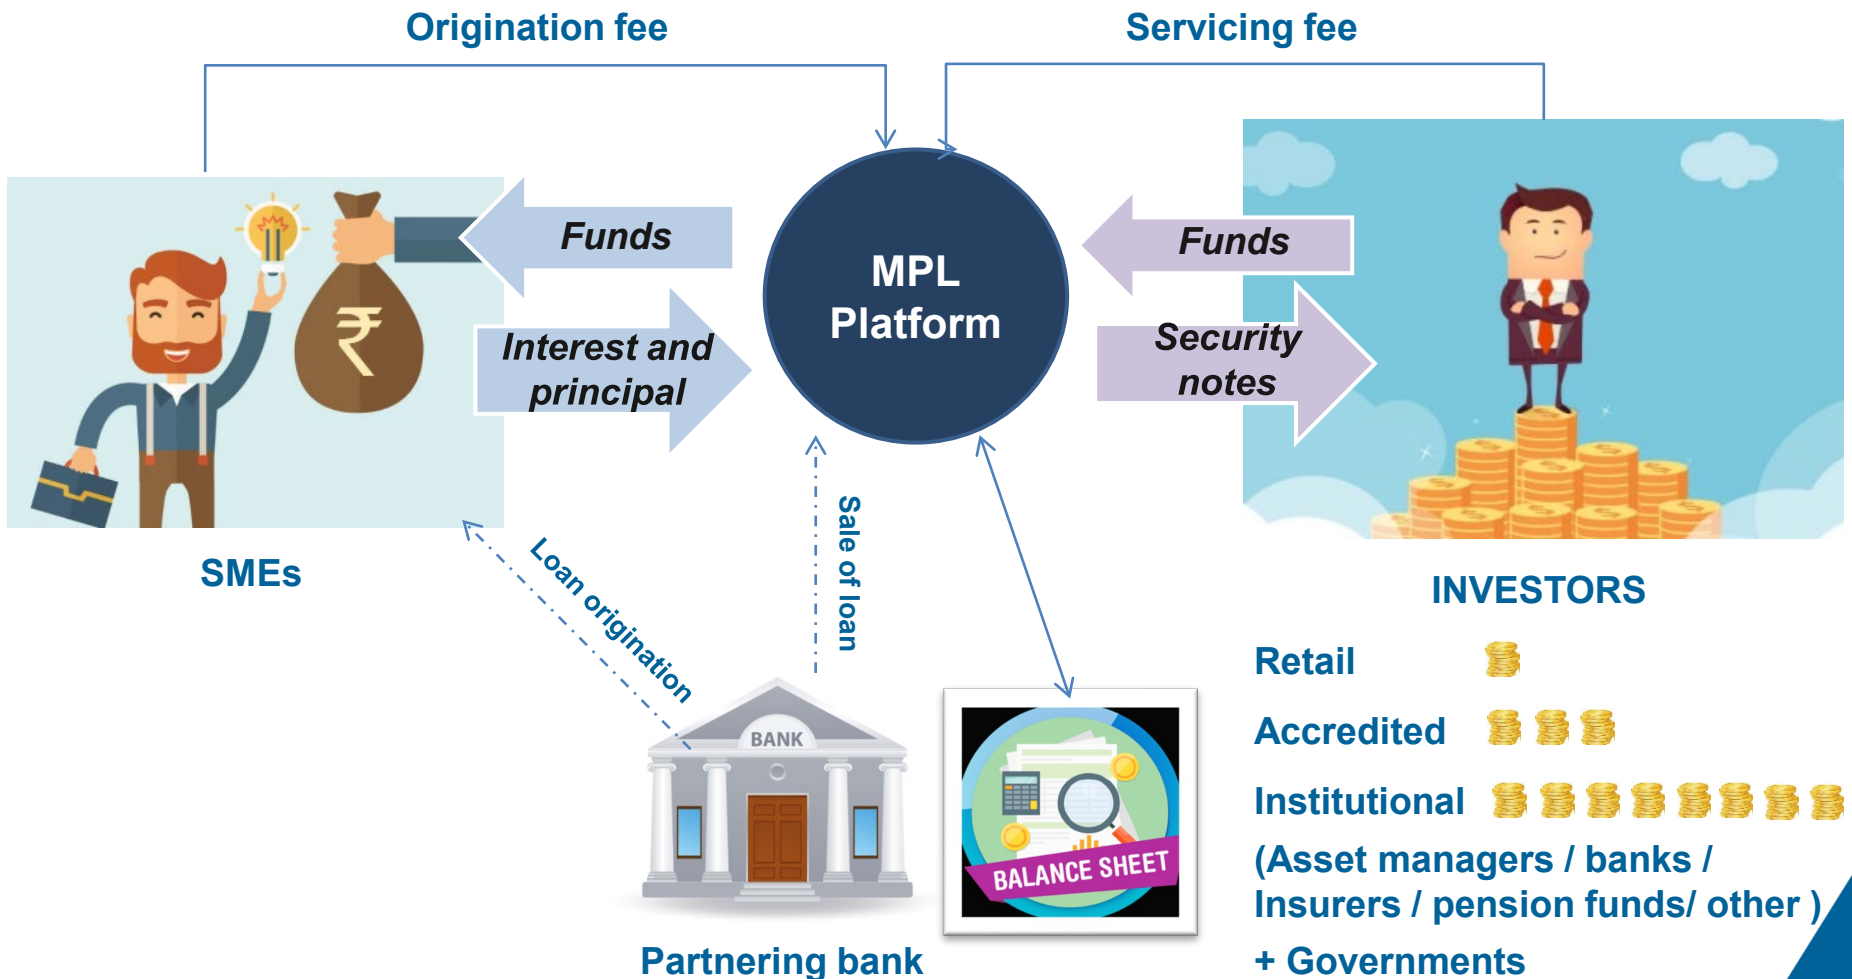 Origination fee
Servicing fee
Funds
Interest and
principal
MPL
Platform
Funds
Security
notes
₹
SMEs
Loan origination
Sale of loan
BANK
Partnering bank
BALANCE SHEET
INVESTORS
Retail
Accredited
Institutional
(Asset managers / banks /
Insurers / pension funds/ other )
+ Governments